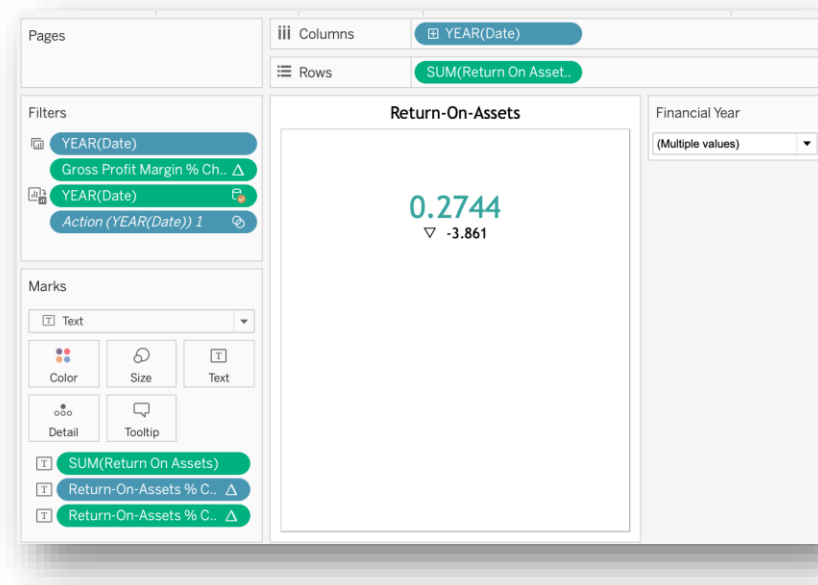 Pages
Columns
YEAR(Date)
Rows
SUM(Return On Asset..
Filters
YEAR(Date)
Gross Profit Margin % Ch..
YEAR(Date)
Action (YEAR(Date)) 1
Marks
Text
Color
Size
Text
Detail
Tooltip
SUM(Return On Assets)
Return-On-Assets % C..
Return-On-Assets % C..
Return-On-Assets
0.2744
▽ -3.861
Financial Year
(Multiple values)